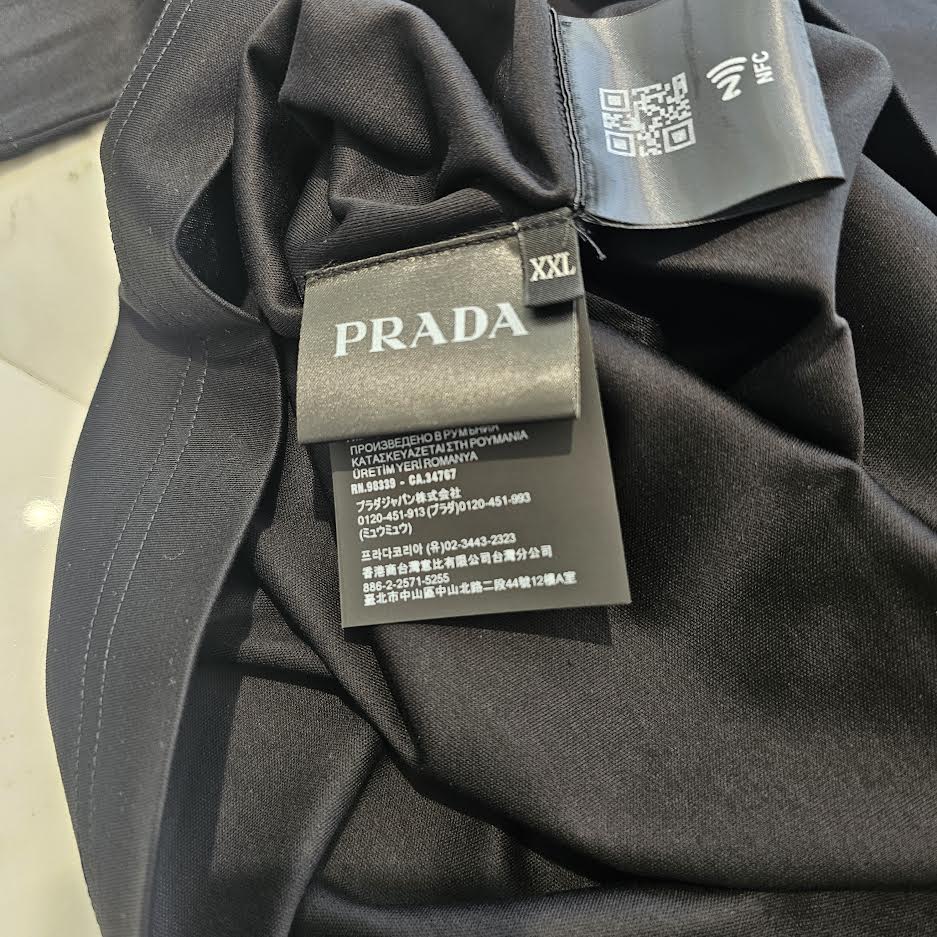 NFC
XXL
PRADA
ПРОИЗВЕДЕНО В РУМЪНИЯ
ΚΑΤΑΣΚΕΥΑΖΕΤΑΙ ΣΤΗ ΡΟΥΜΑΝΙΑ
ÜRETİM YERİ ROMANYA
RN.98339 - CA.34767
プラダジャパン株式会社
0120-451-913 (プラダ)0120-451-993
(ミュウミュウ)
프라다코리아 (유)02-3443-2323
香港商台灣意比有限公司台灣分公司
886-2-2571-5255
臺北市中山區中山北路二段44號12樓A室